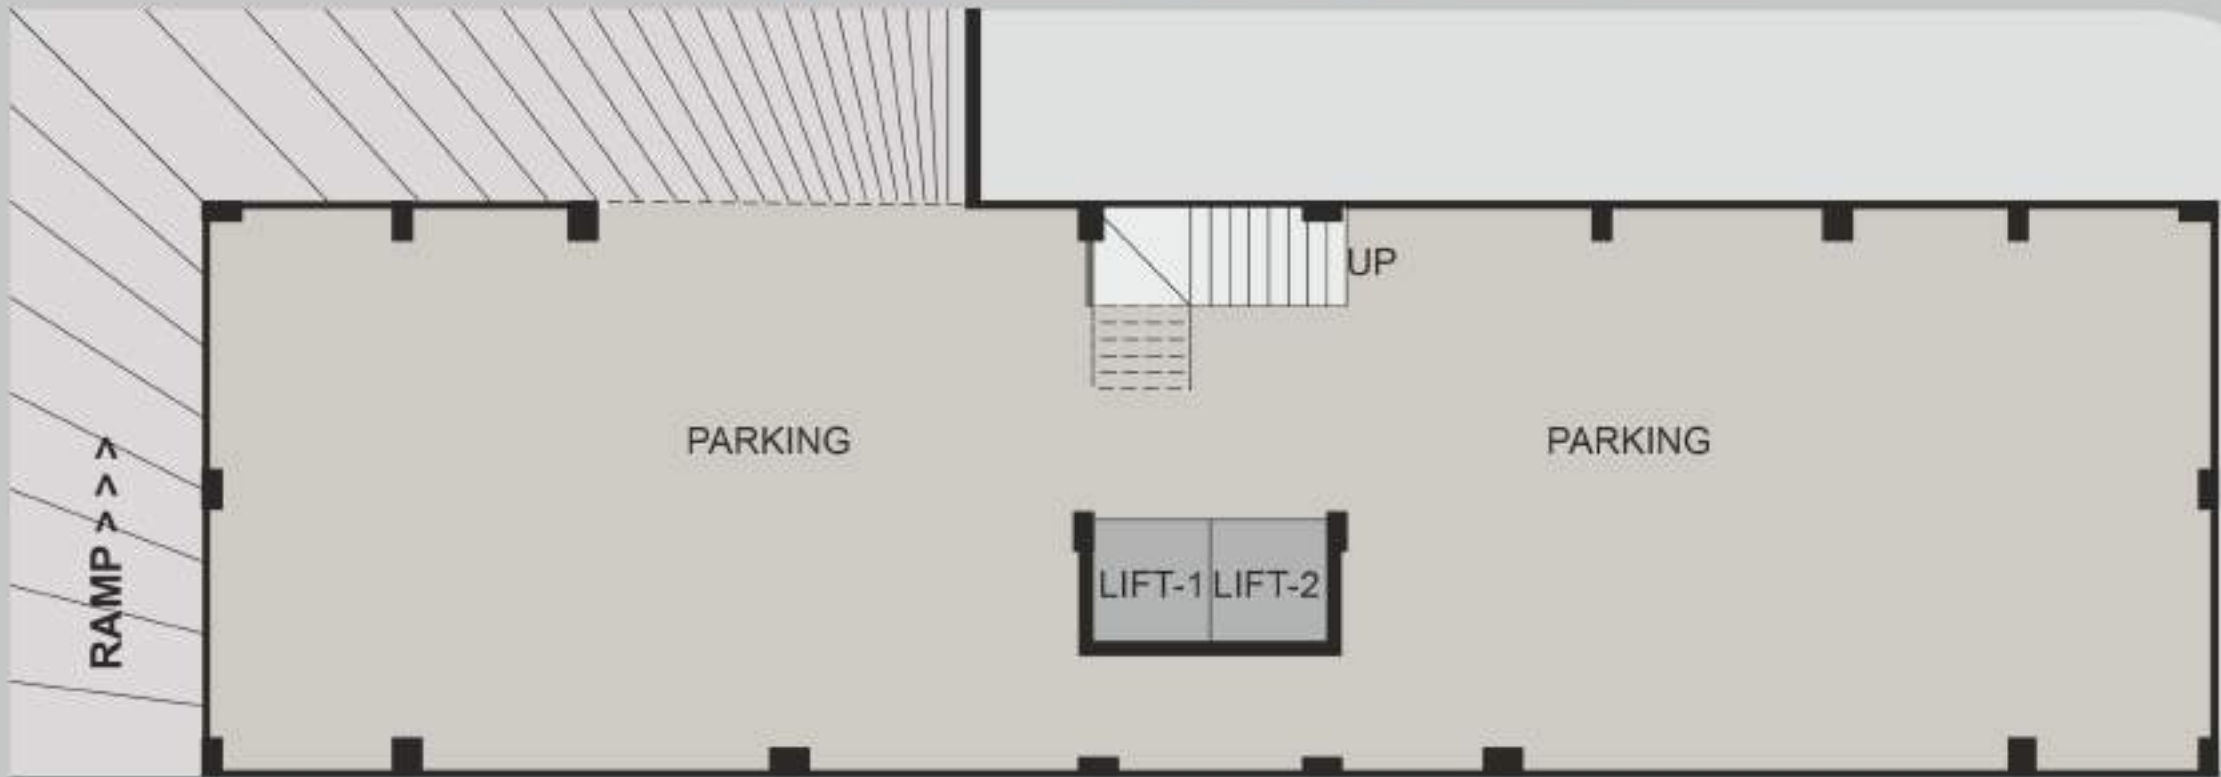 UP
PARKING
PARKING
RAMP > > >
LIFT-1
LIFT-2